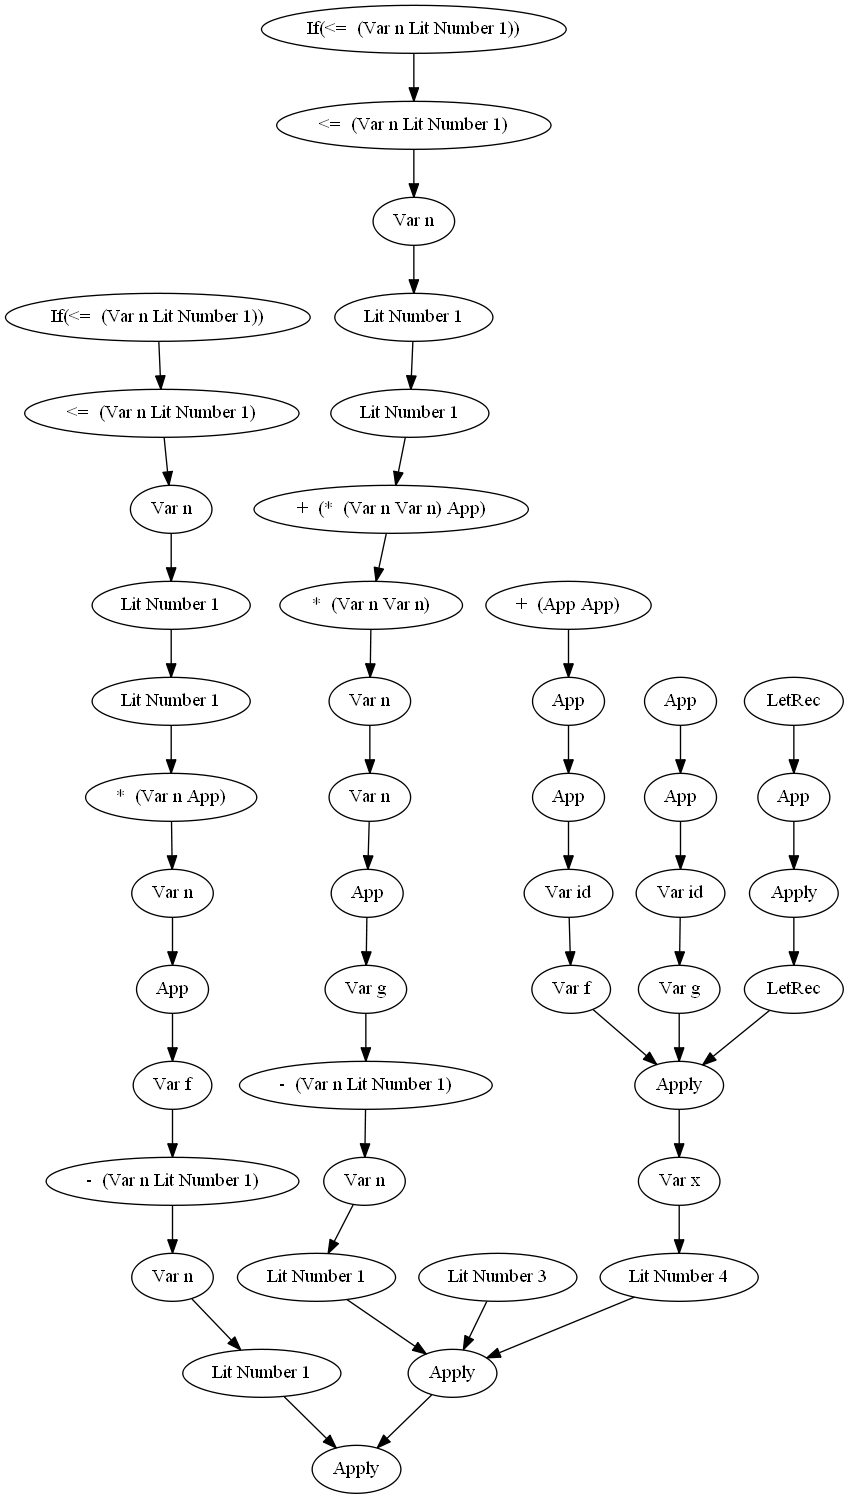 If(<=  (Var n Lit Number 1))
<=  (Var n Lit Number 1)
Var n
If(<=  (Var n Lit Number 1))
Lit Number 1
<=  (Var n Lit Number 1)
Lit Number 1
Var n
+  (*  (Var n Var n) App)
Lit Number 1
*  (Var n Var n)
+  (App App)
Lit Number 1
Var n
App
App
LetRec
*  (Var n App)
Var n
App
App
App
Var n
App
Var id
Var id
Apply
App
Var g
Var f
Var g
LetRec
Var f
-  (Var n Lit Number 1)
Apply
-  (Var n Lit Number 1)
Var n
Var x
Var n
Lit Number 1
Lit Number 3
Lit Number 4
Lit Number 1
Apply
Apply